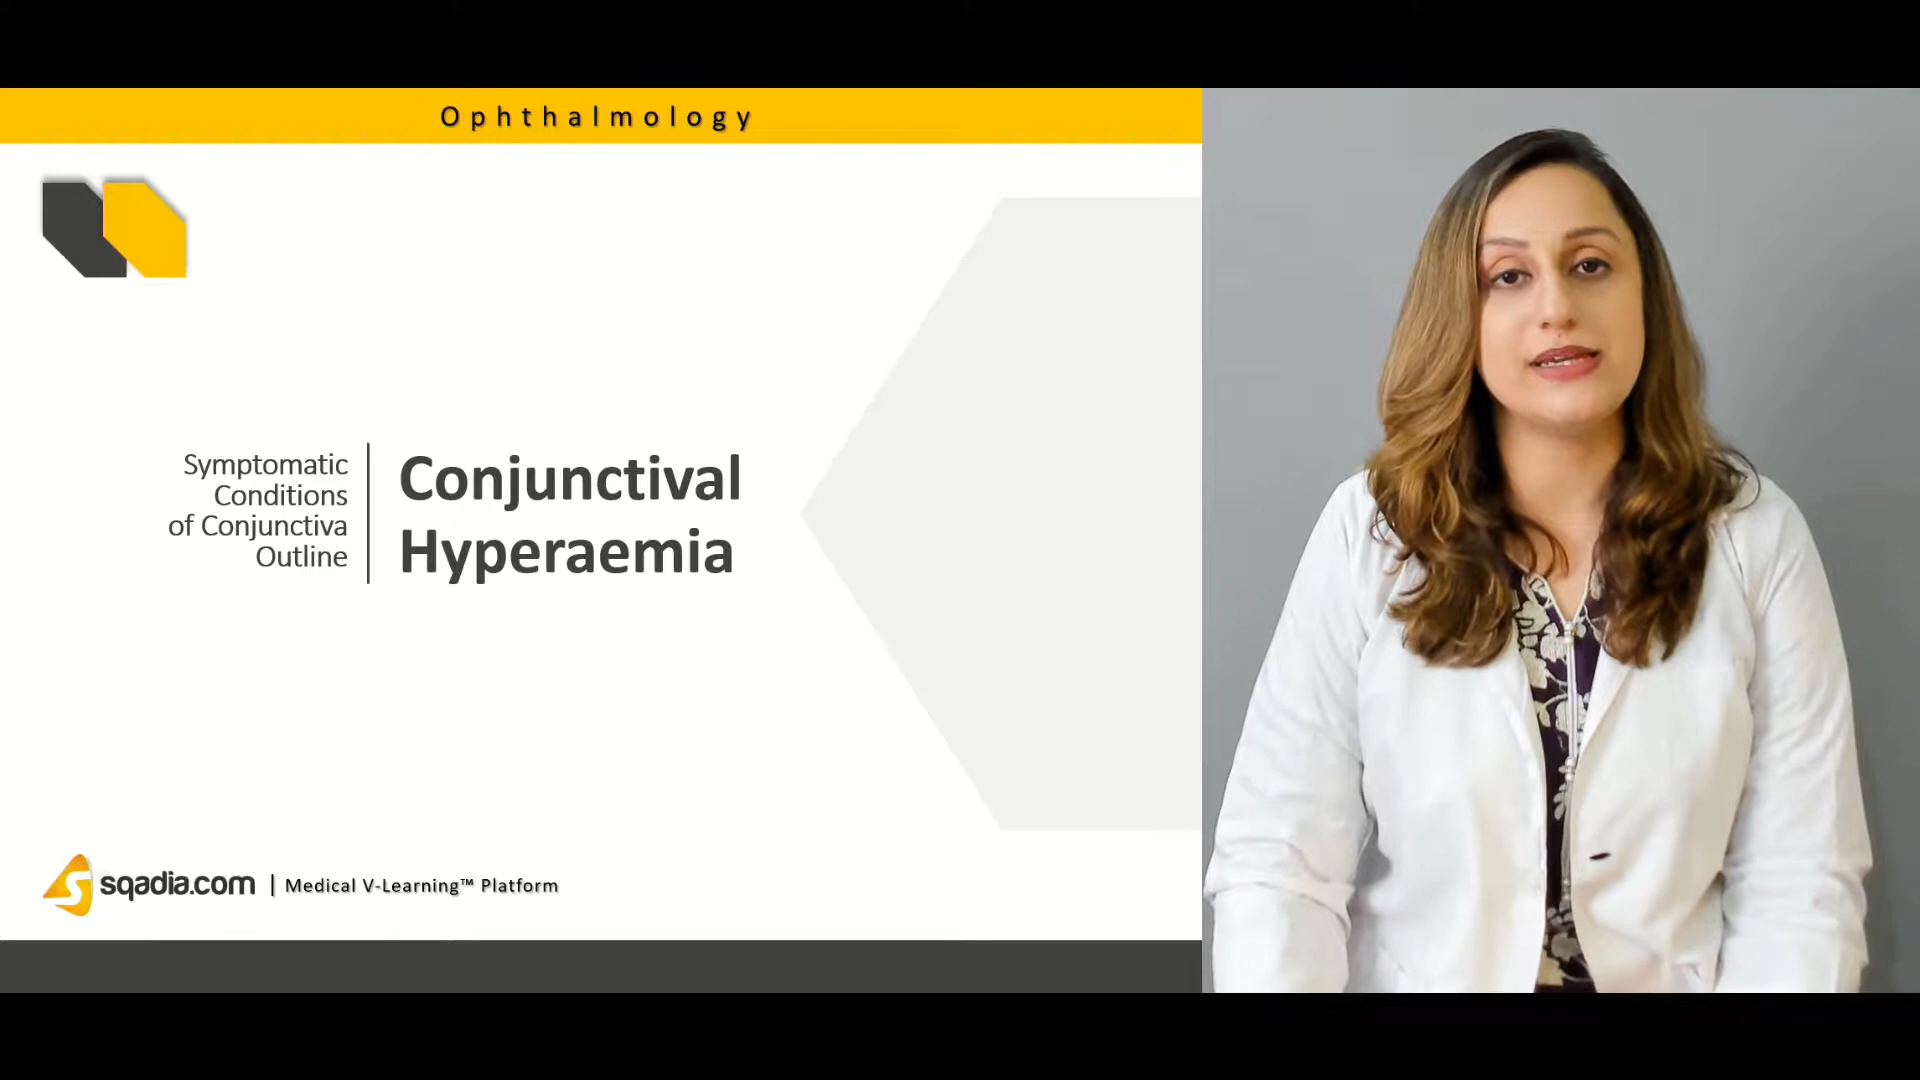 Ophthalmology
Symptomatic
Conditions
of Conjunctiva
Outline
Conjunctival
Hyperaemia
sqadia.com | Medical V-Learning™ Platform